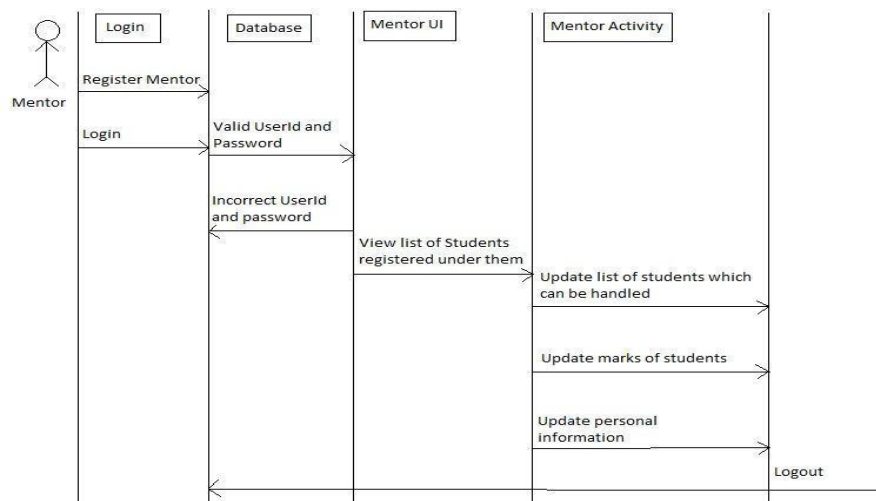 Login
Database
Mentor UI
Mentor Activity
Mentor
Register Mentor
Login
Valid UserId and
Password
Incorrect UserId
and password
View list of Students
registered under them
Update list of students which
can be handled
Update marks of students
Update personal
information
Logout